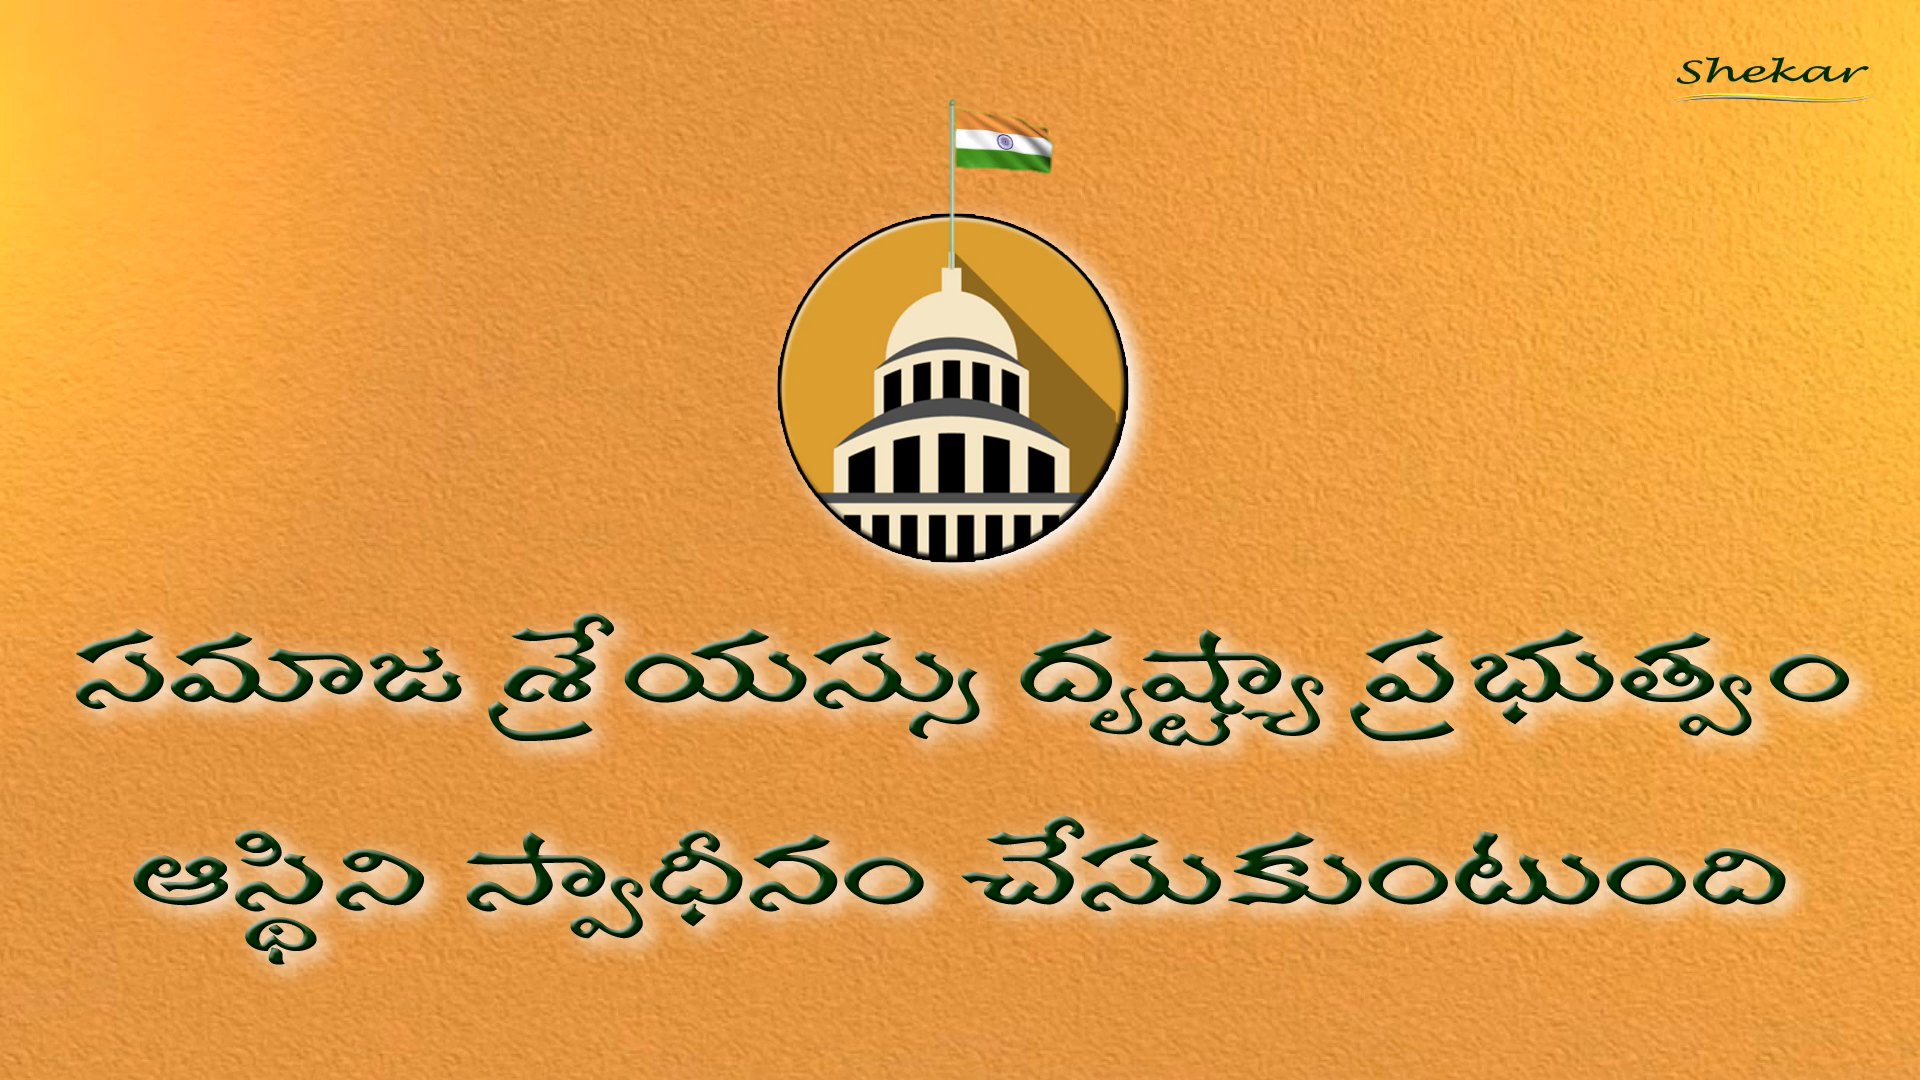 Shekar
సమాజ శ్రేయస్సు దృష్ట్యా ప్రభుత్వం
ఆస్థిని స్వాధీనం చేసుకుంటుంది